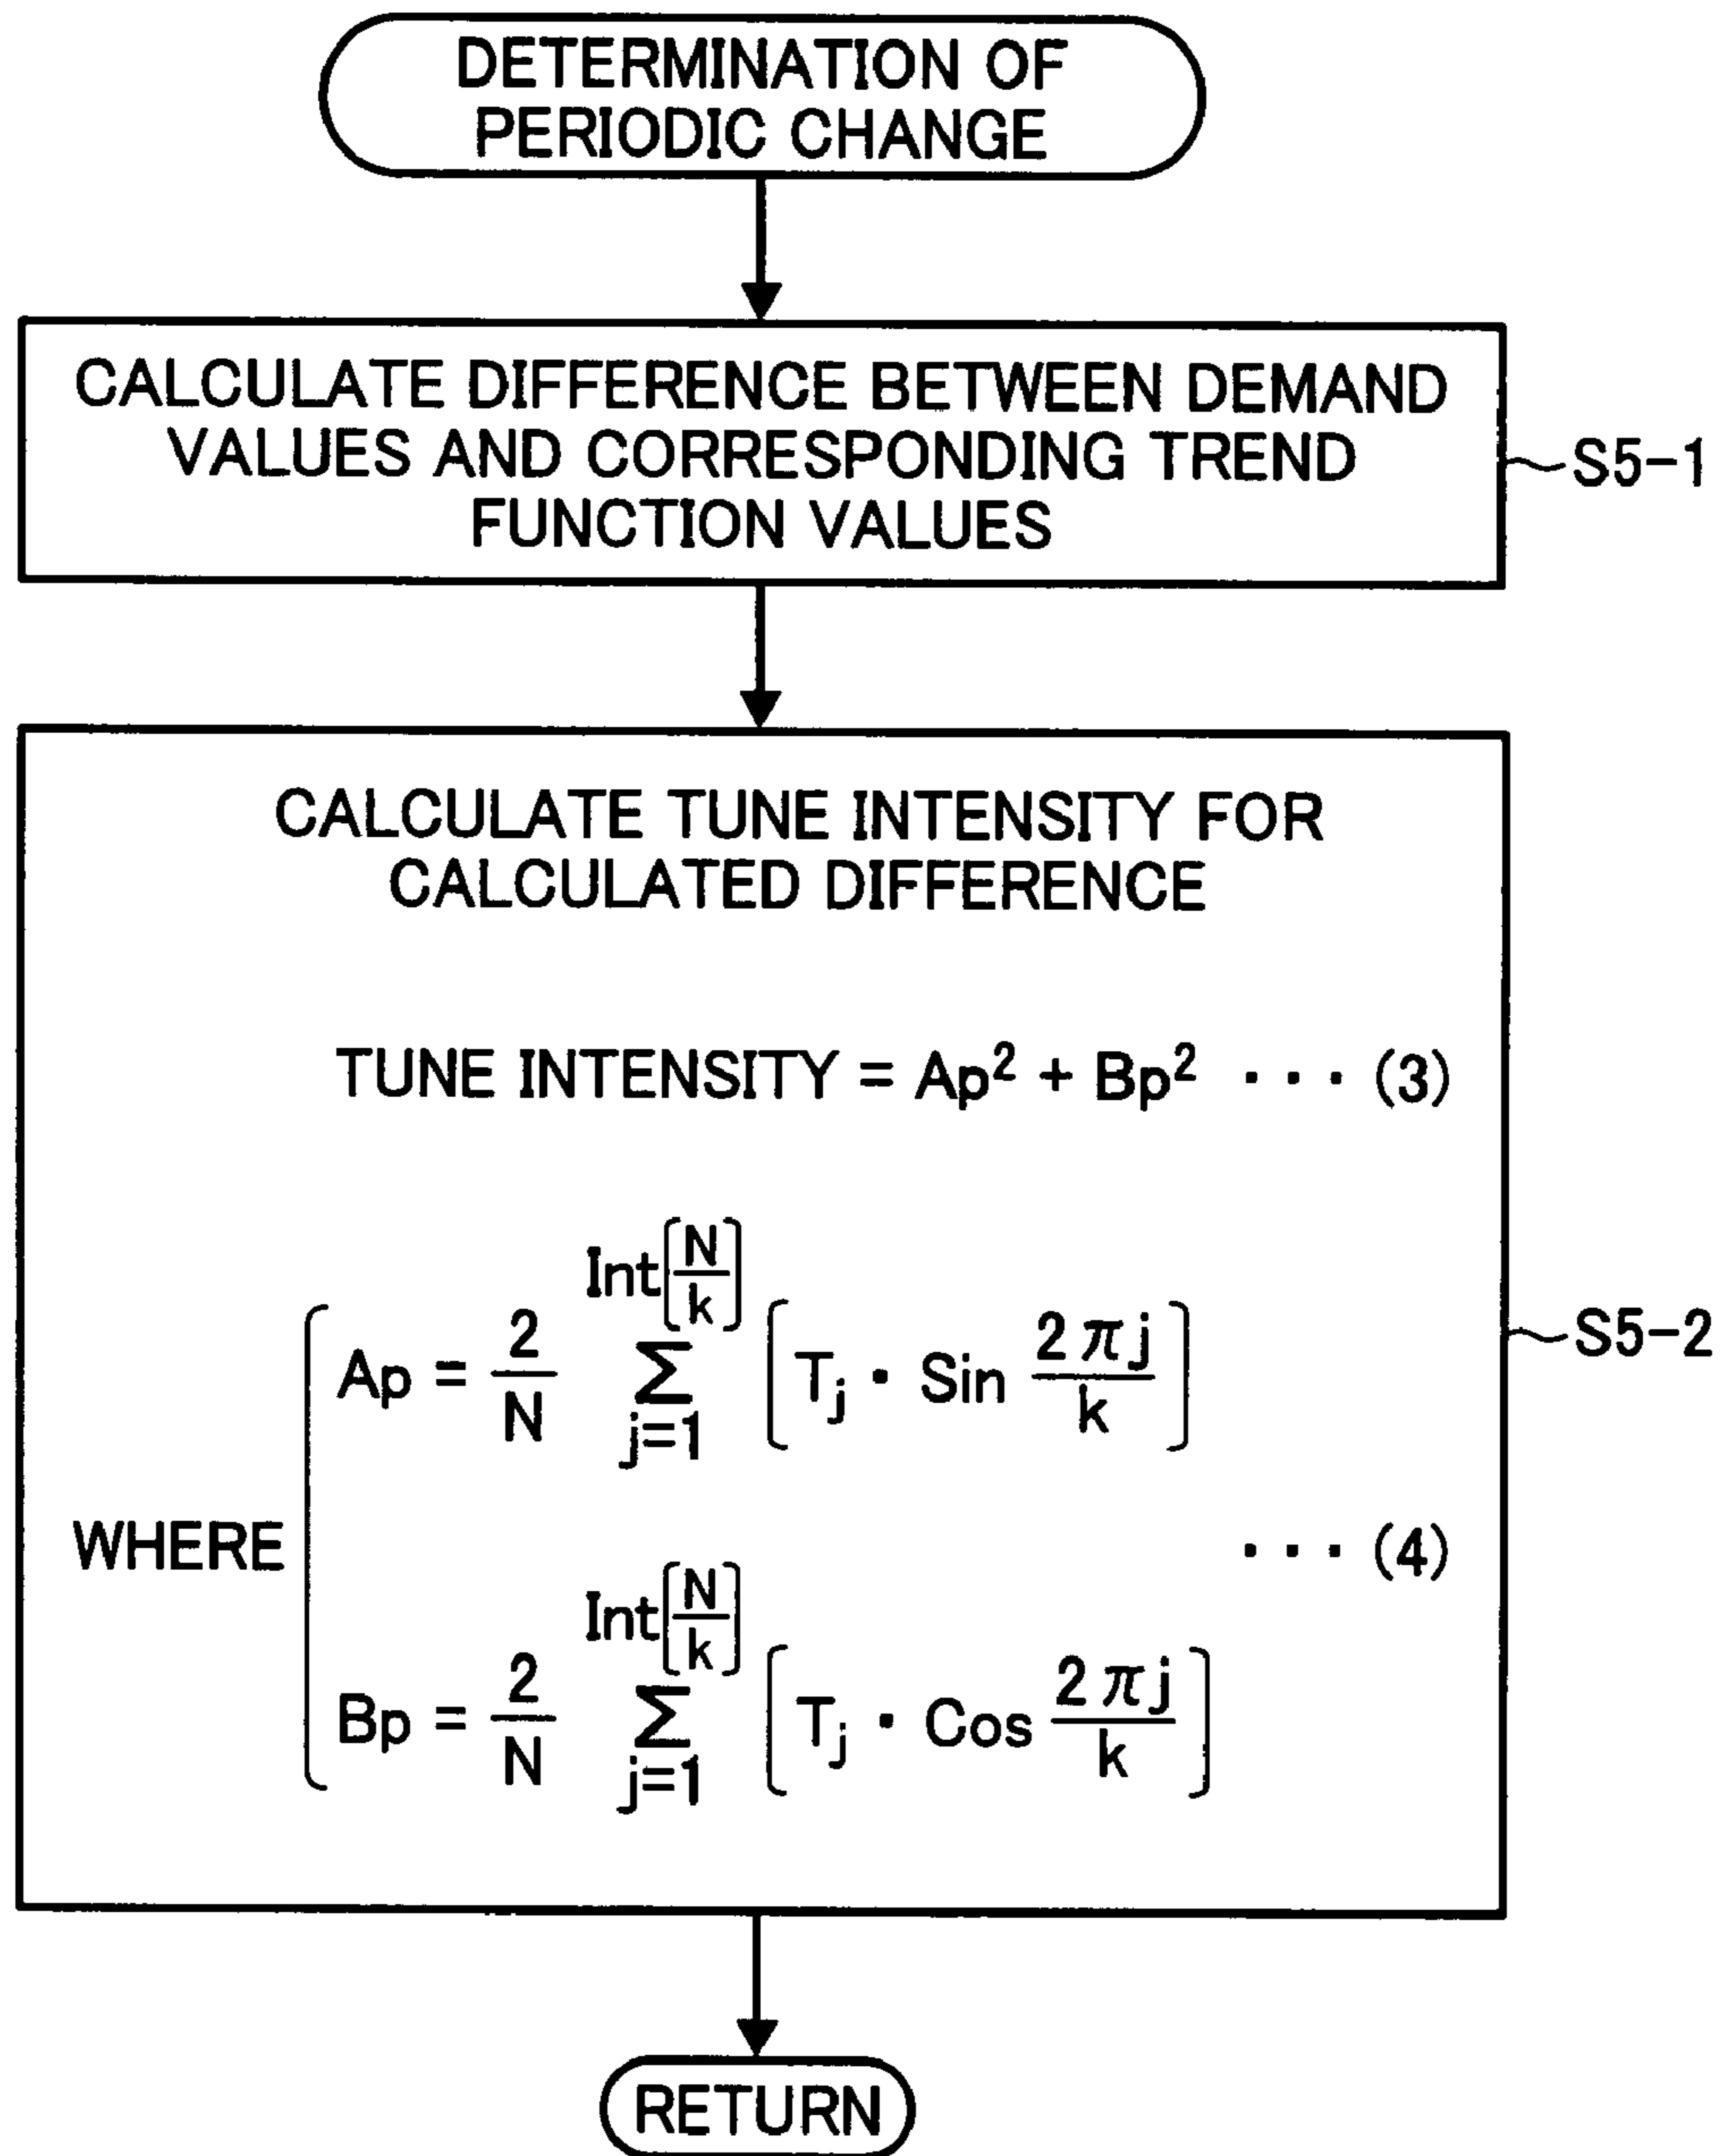 DETERMINATION OF
PERIODIC CHANGE
CALCULATE DIFFERENCE BETWEEN DEMAND
VALUES AND CORRESPONDING TREND
FUNCTION VALUES
S5-1
CALCULATE TUNE INTENSITY FOR
CALCULATED DIFFERENCE
TUNE INTENSITY = Ap² + Bp² ··· (3)
WHERE
Ap = 2/N Int[N/k] Σ j=1 [Tj · Sin 2πj/k]
Bp = 2/N Int[N/k] Σ j=1 [Tj · Cos 2πj/k]
··· (4)
S5-2
RETURN